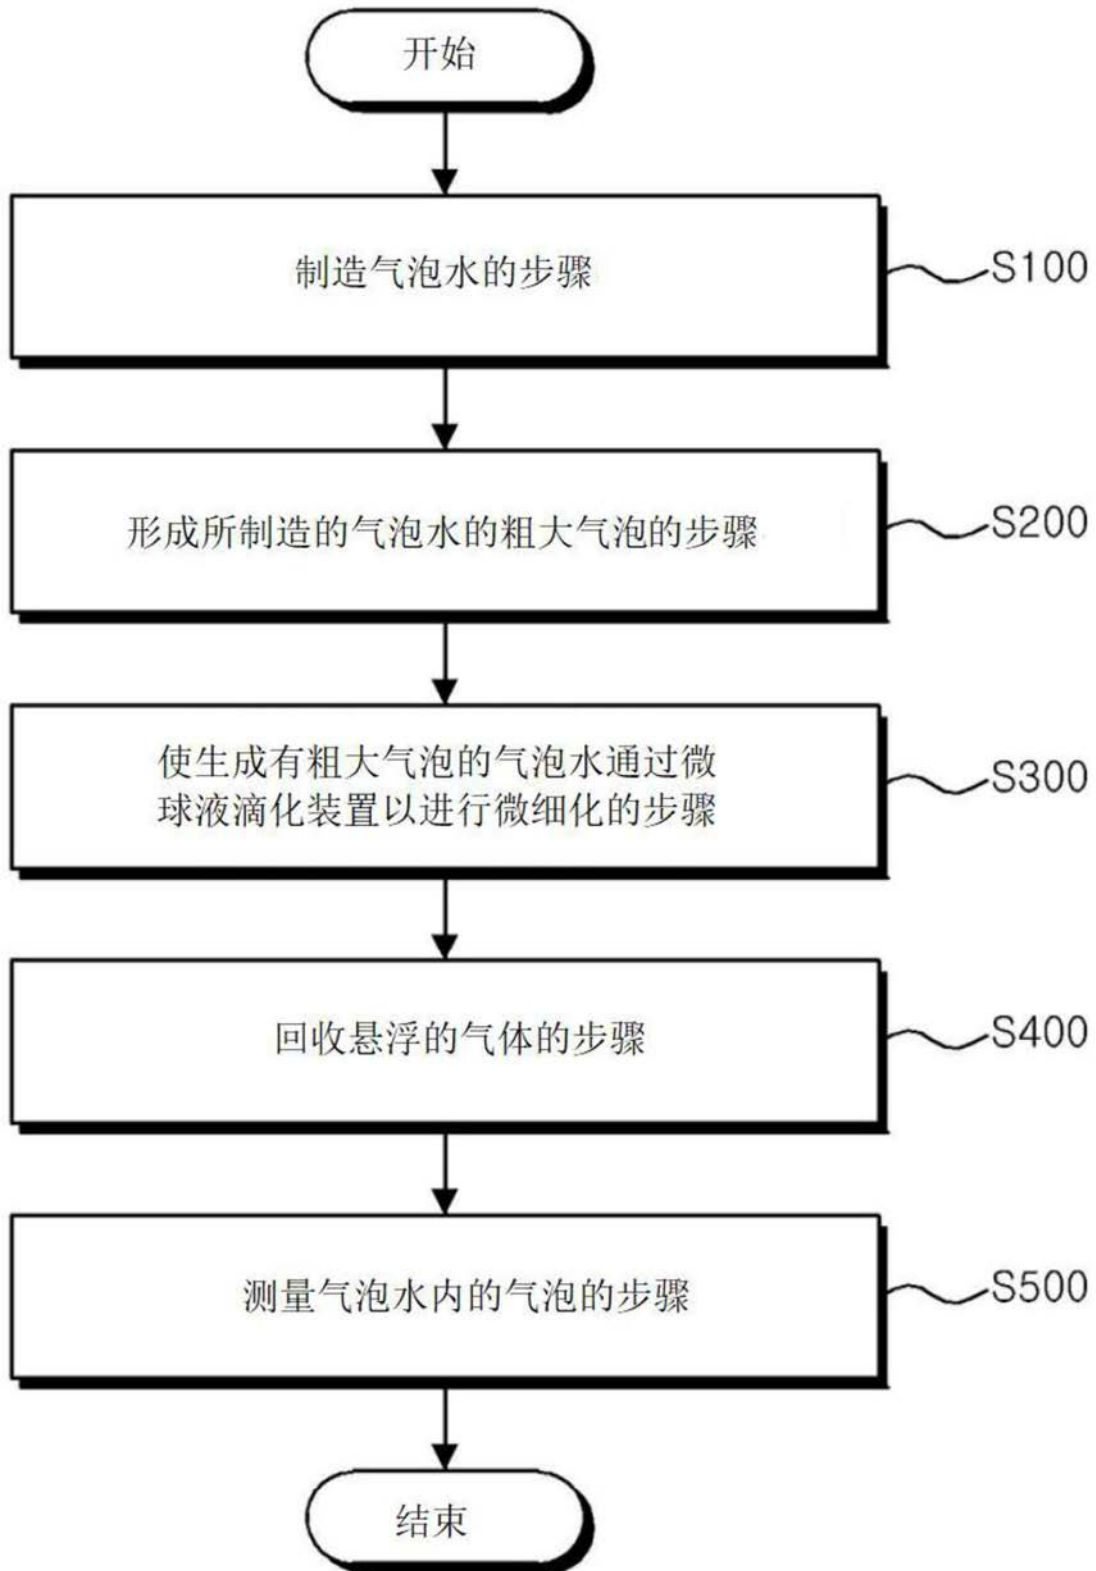 开始
制造气泡水的步骤
S100
形成所制造的气泡水的粗大气泡的步骤
S200
使生成有粗大气泡的气泡水通过微
球液滴化装置以进行微细化的步骤
S300
回收悬浮的气体的步骤
S400
测量气泡水内的气泡的步骤
S500
结束